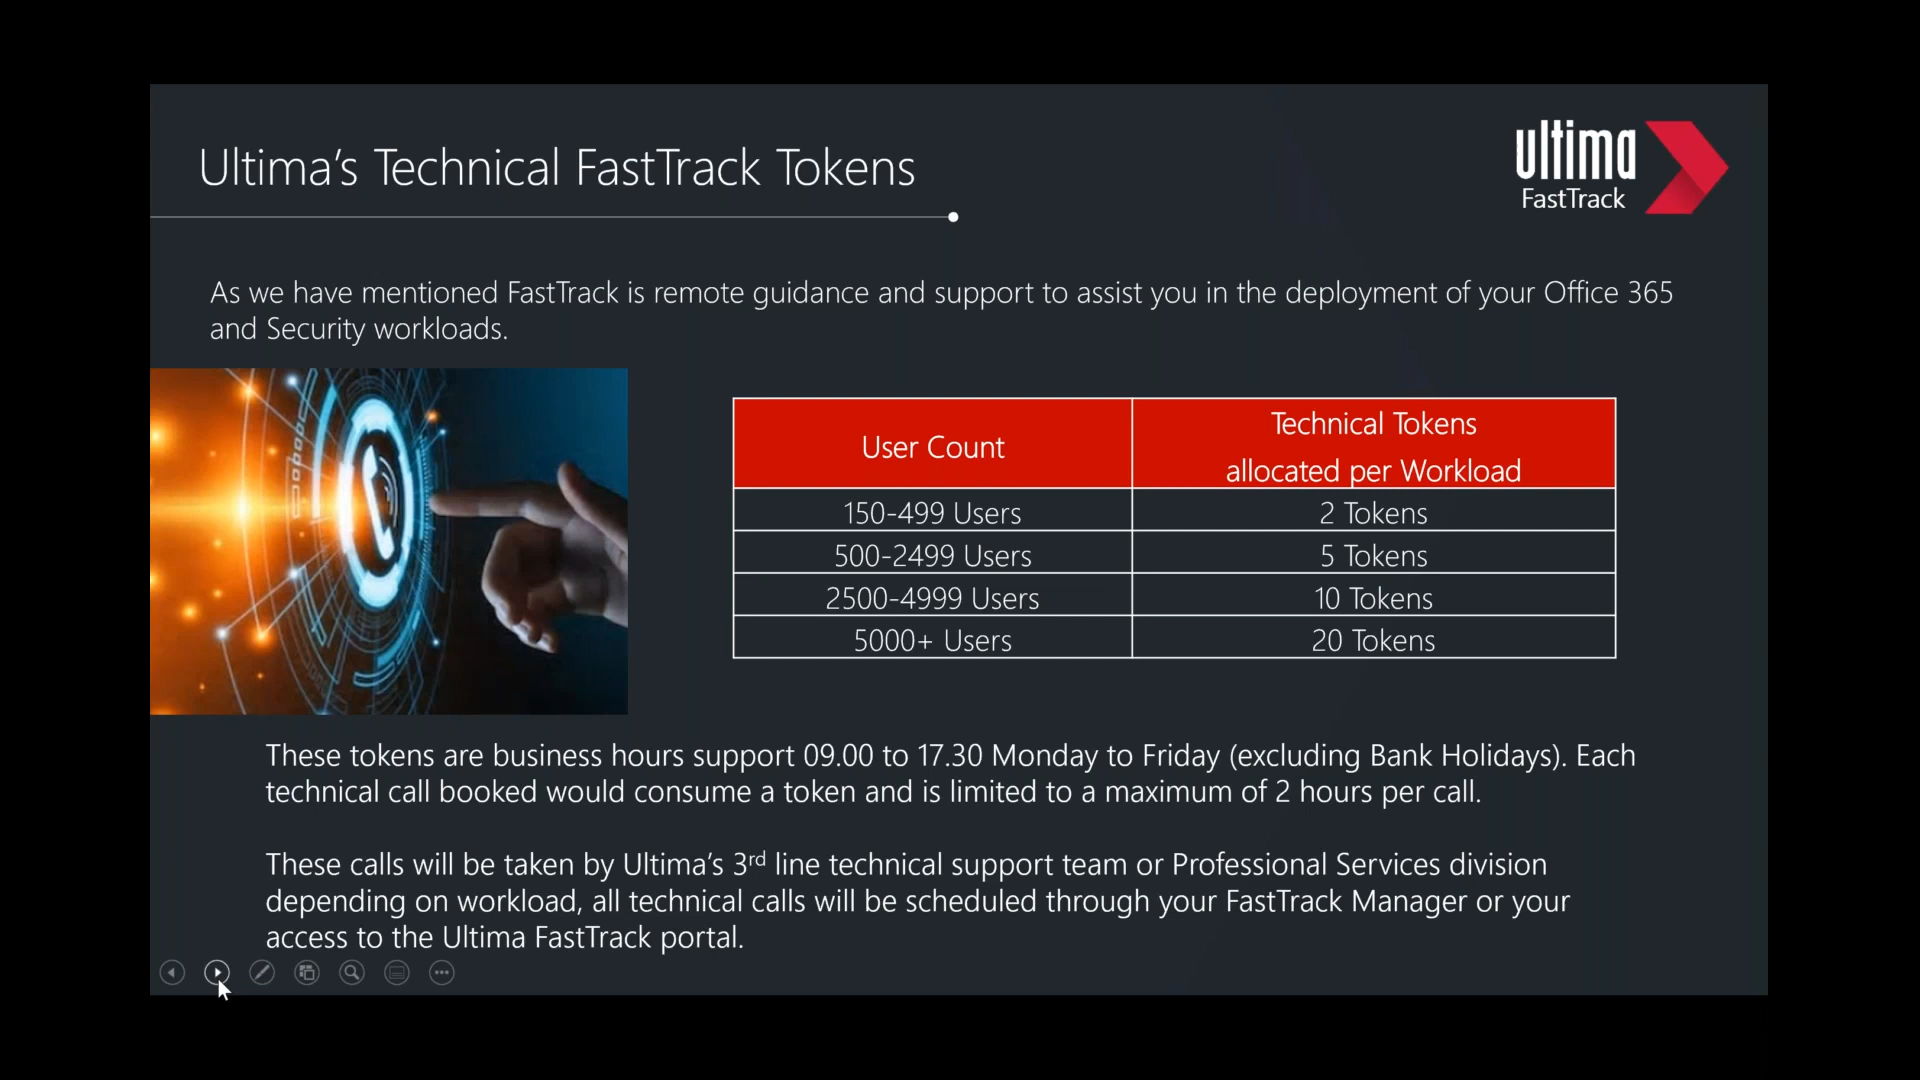 Ultima's Technical FastTrack Tokens
ultima
FastTrack
As we have mentioned FastTrack is remote guidance and support to assist you in the deployment of your Office 365
and Security workloads.
User Count
Technical Tokens
allocated per Workload
150-499 Users
2 Tokens
500-2499 Users
5 Tokens
2500-4999 Users
10 Tokens
5000+ Users
20 Tokens
These tokens are business hours support 09.00 to 17.30 Monday to Friday (excluding Bank Holidays). Each
technical call booked would consume a token and is limited to a maximum of 2 hours per call.
These calls will be taken by Ultima's 3rd line technical support team or Professional Services division
depending on workload, all technical calls will be scheduled through your FastTrack Manager or your
access to the Ultima FastTrack portal.